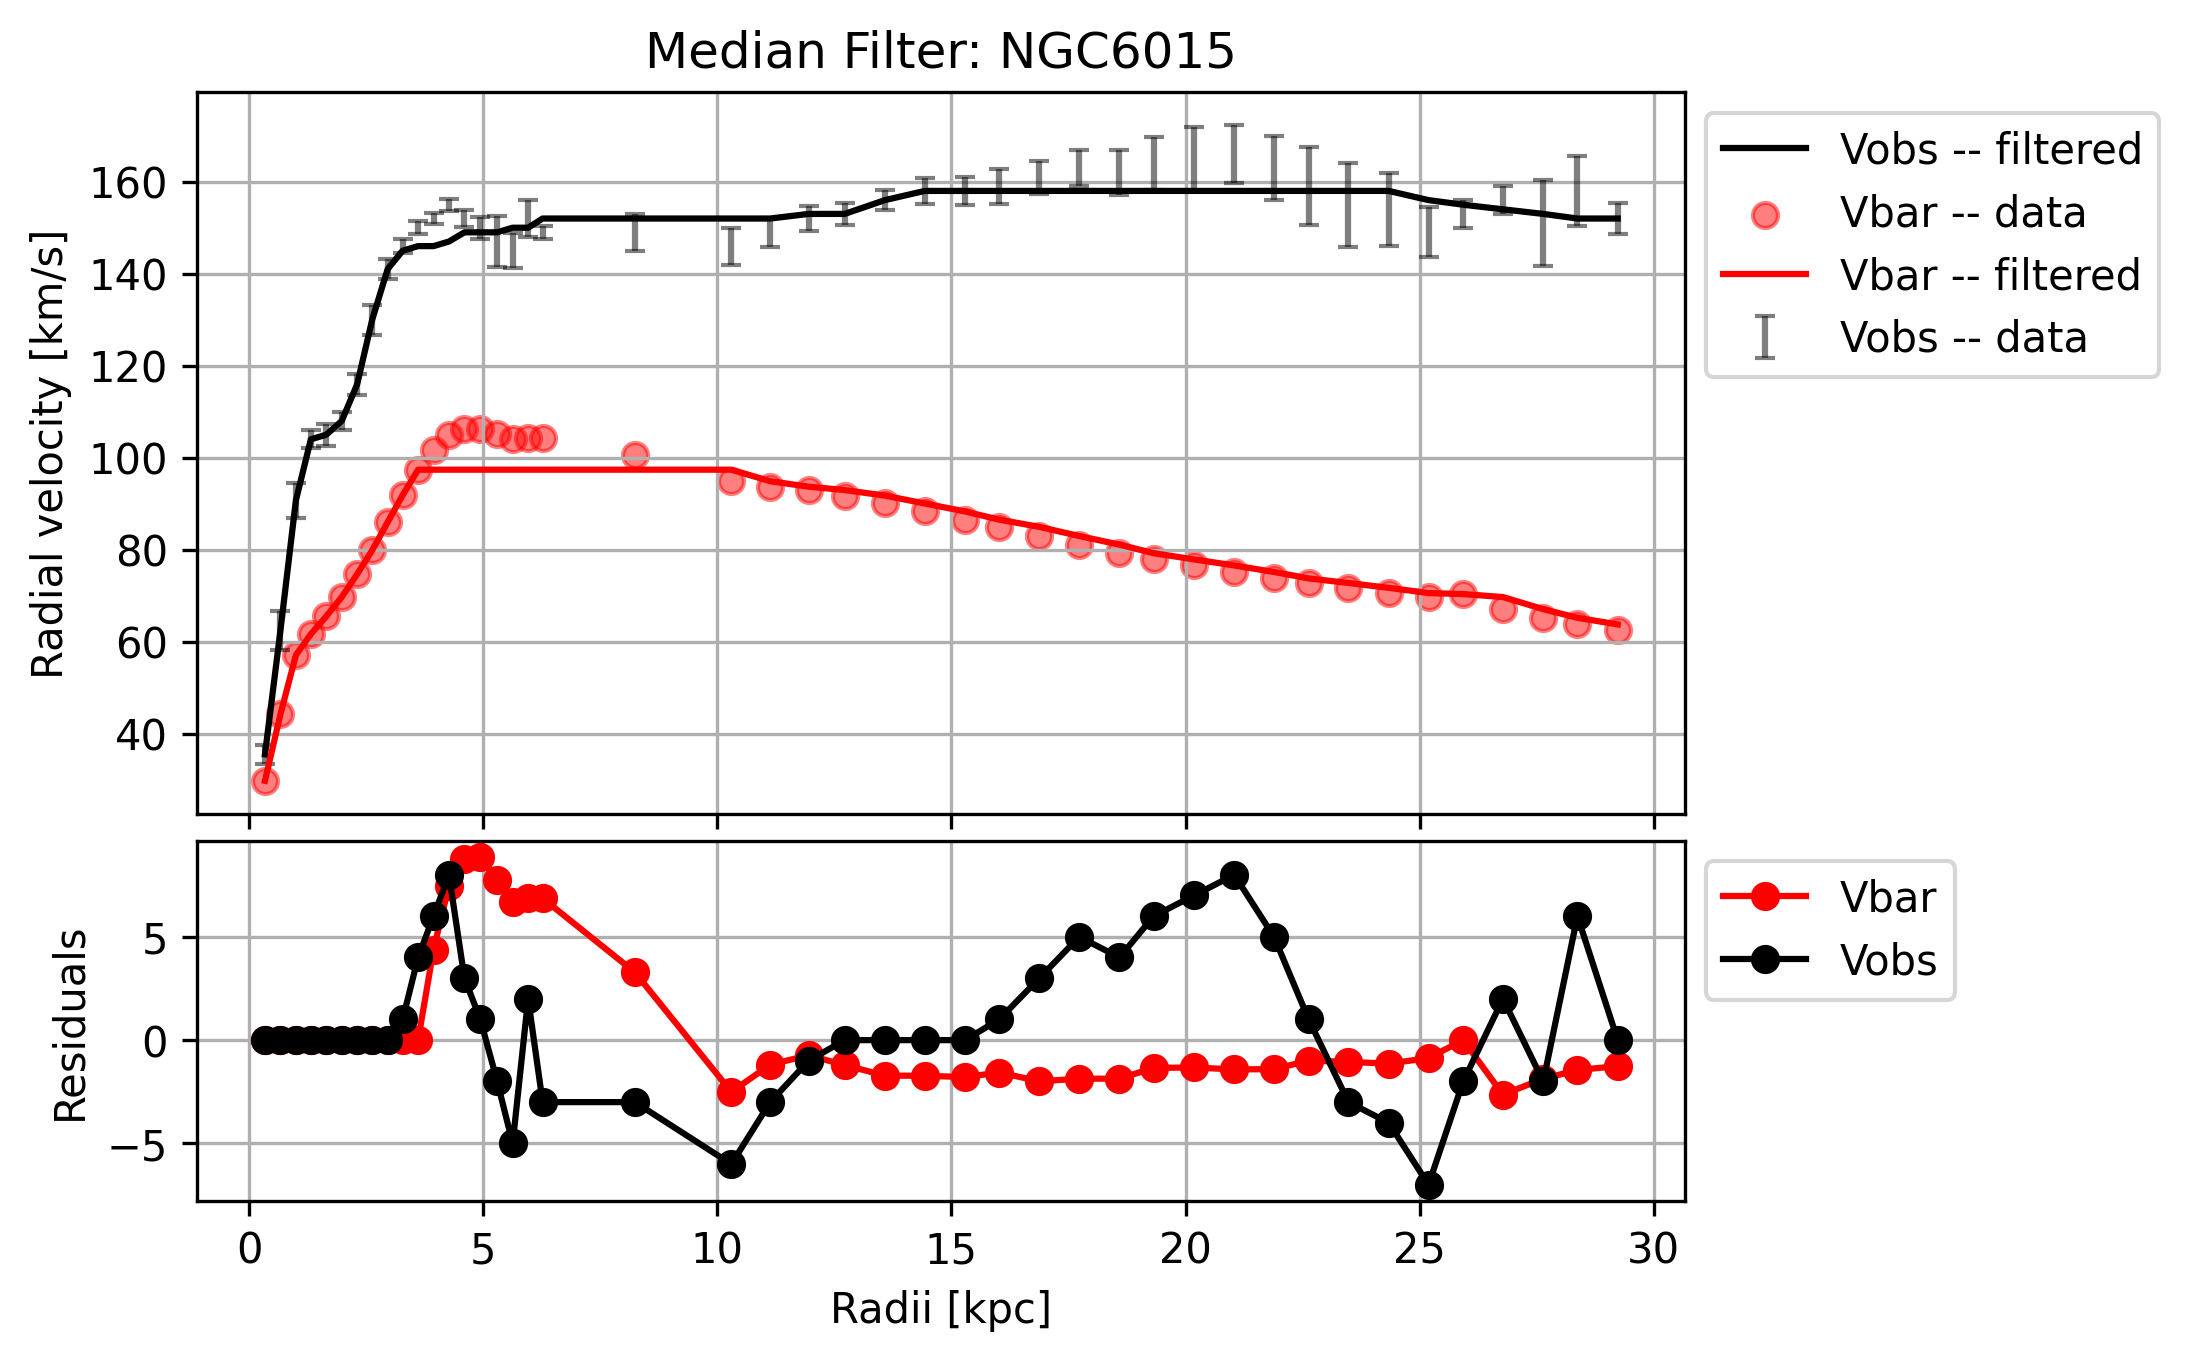 Median Filter: NGC6015
Radial velocity [km/s]
160
140
120
100
80
60
40
Vobs -- filtered
Vbar -- data
Vbar -- filtered
Vobs -- data
Residuals
5
0
−5
Vbar
Vobs
0 5 10 15 20 25 30
Radii [kpc]